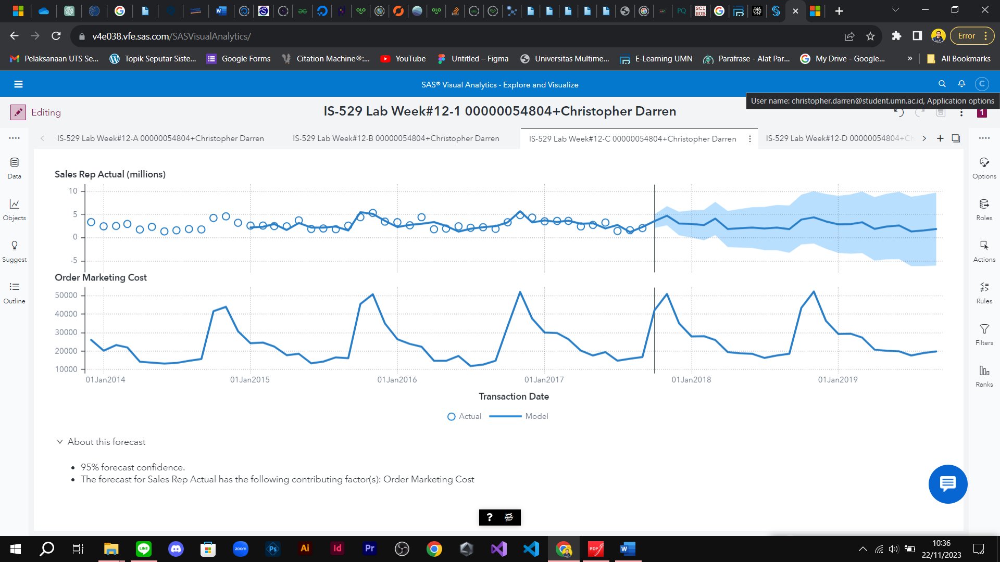 v4e038.vfe.sas.com/SASVisualAnalytics/
Error
Pelaksanaan UTS Se...
Topik Seputar Siste...
Google Forms
Citation Machine®:...
YouTube
Untitled – Figma
Universitas Multime...
E-Learning UMN
Parafrase - Alat Par...
My Drive - Google...
»
All Bookmarks
SAS® Visual Analytics - Explore and Visualize
C
User name: christopher.darren@student.umn.ac.id, Application options
Editing
IS-529 Lab Week#12-1 00000054804+Christopher Darren
1
IS-529 Lab Week#12-A 00000054804+Christopher Darren
IS-529 Lab Week#12-B 00000054804+Christopher Darren
IS-529 Lab Week#12-C 00000054804+Christopher Darren
IS-529 Lab Week#12-D 00000054804+Ch
Data
Objects
Suggest
Outline
Sales Rep Actual (millions)
10
5
0
-5
Order Marketing Cost
50000
40000
30000
20000
10000
01Jan2014
01Jan2015
01Jan2016
01Jan2017
01Jan2018
01Jan2019
Transaction Date
Actual
Model
About this forecast
• 95% forecast confidence.
• The forecast for Sales Rep Actual has the following contributing factor(s): Order Marketing Cost
Options
Roles
Actions
Rules
Filters
Ranks
?
LINE
zoom
Ps
Ai
Id
Pr
PDF
W
10:36
22/11/2023